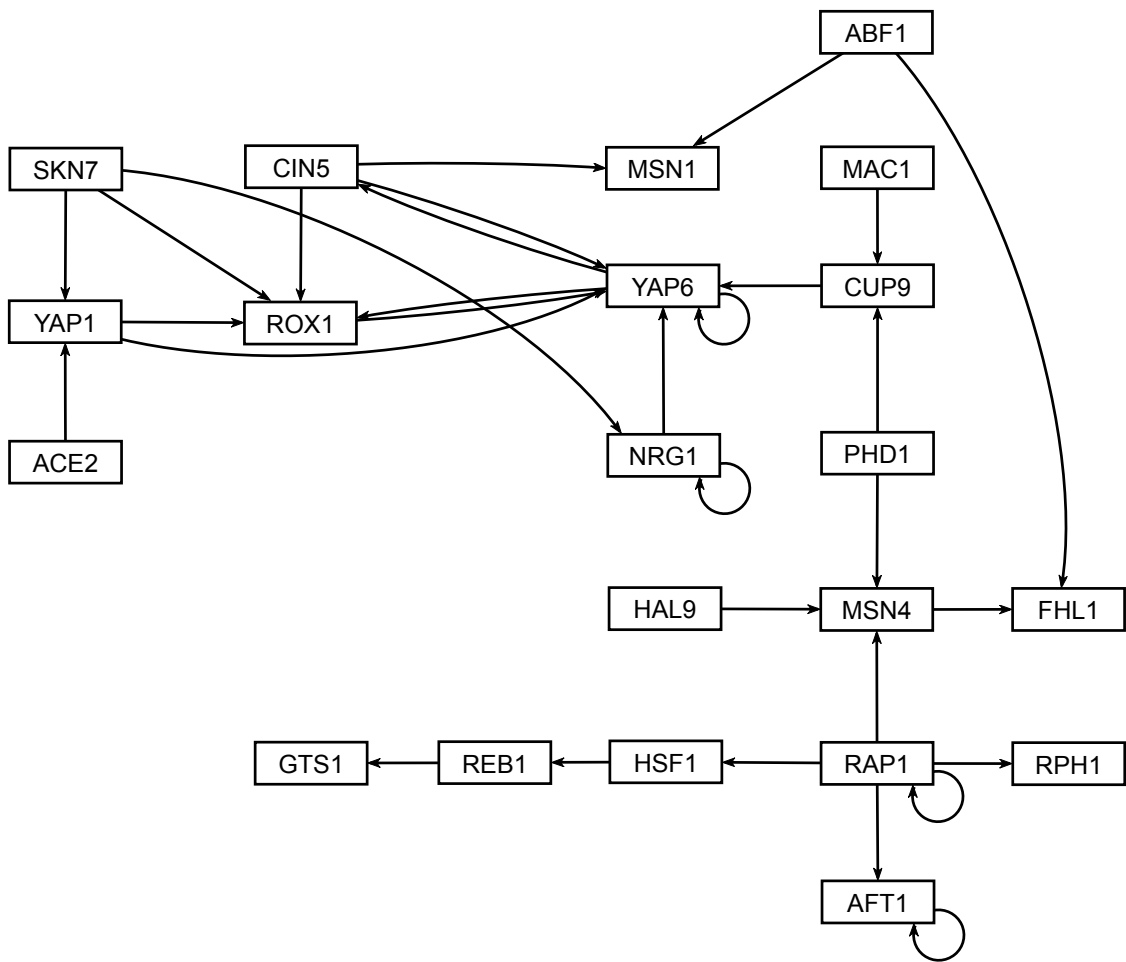 ABF1
SKN7
CIN5
MSN1
MAC1
YAP6
CUP9
YAP1
ROX1
ACE2
NRG1
PHD1
HAL9
MSN4
FHL1
GTS1
REB1
HSF1
RAP1
RPH1
AFT1